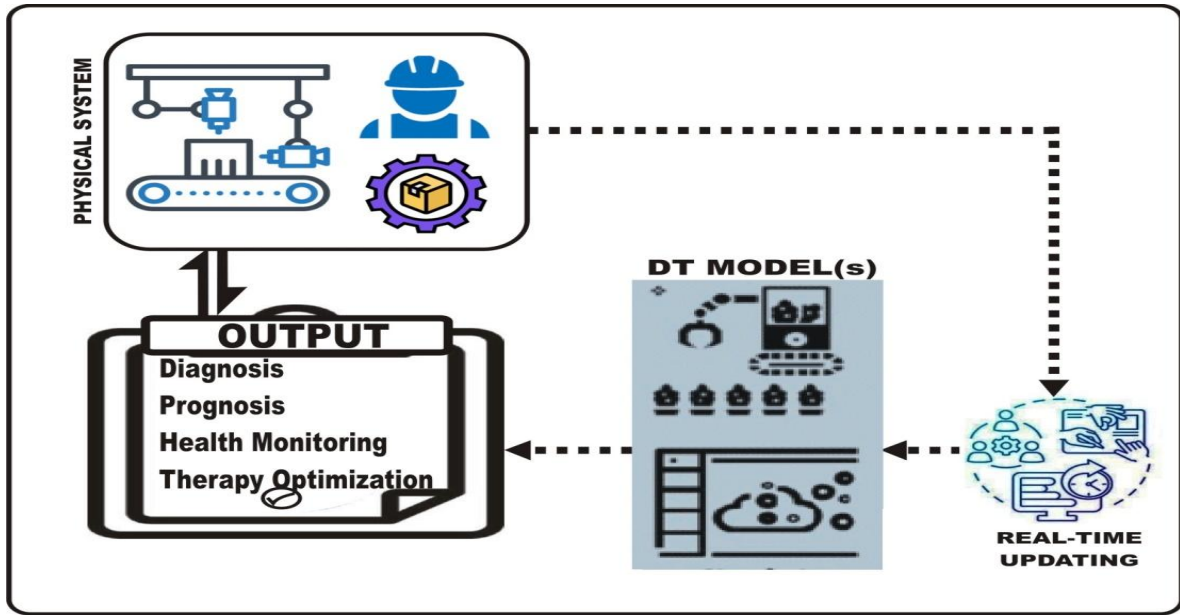 PHYSICAL SYSTEM
DT MODEL(s)
OUTPUT
Diagnosis
Prognosis
Health Monitoring
Therapy Optimization
REAL-TIME
UPDATING